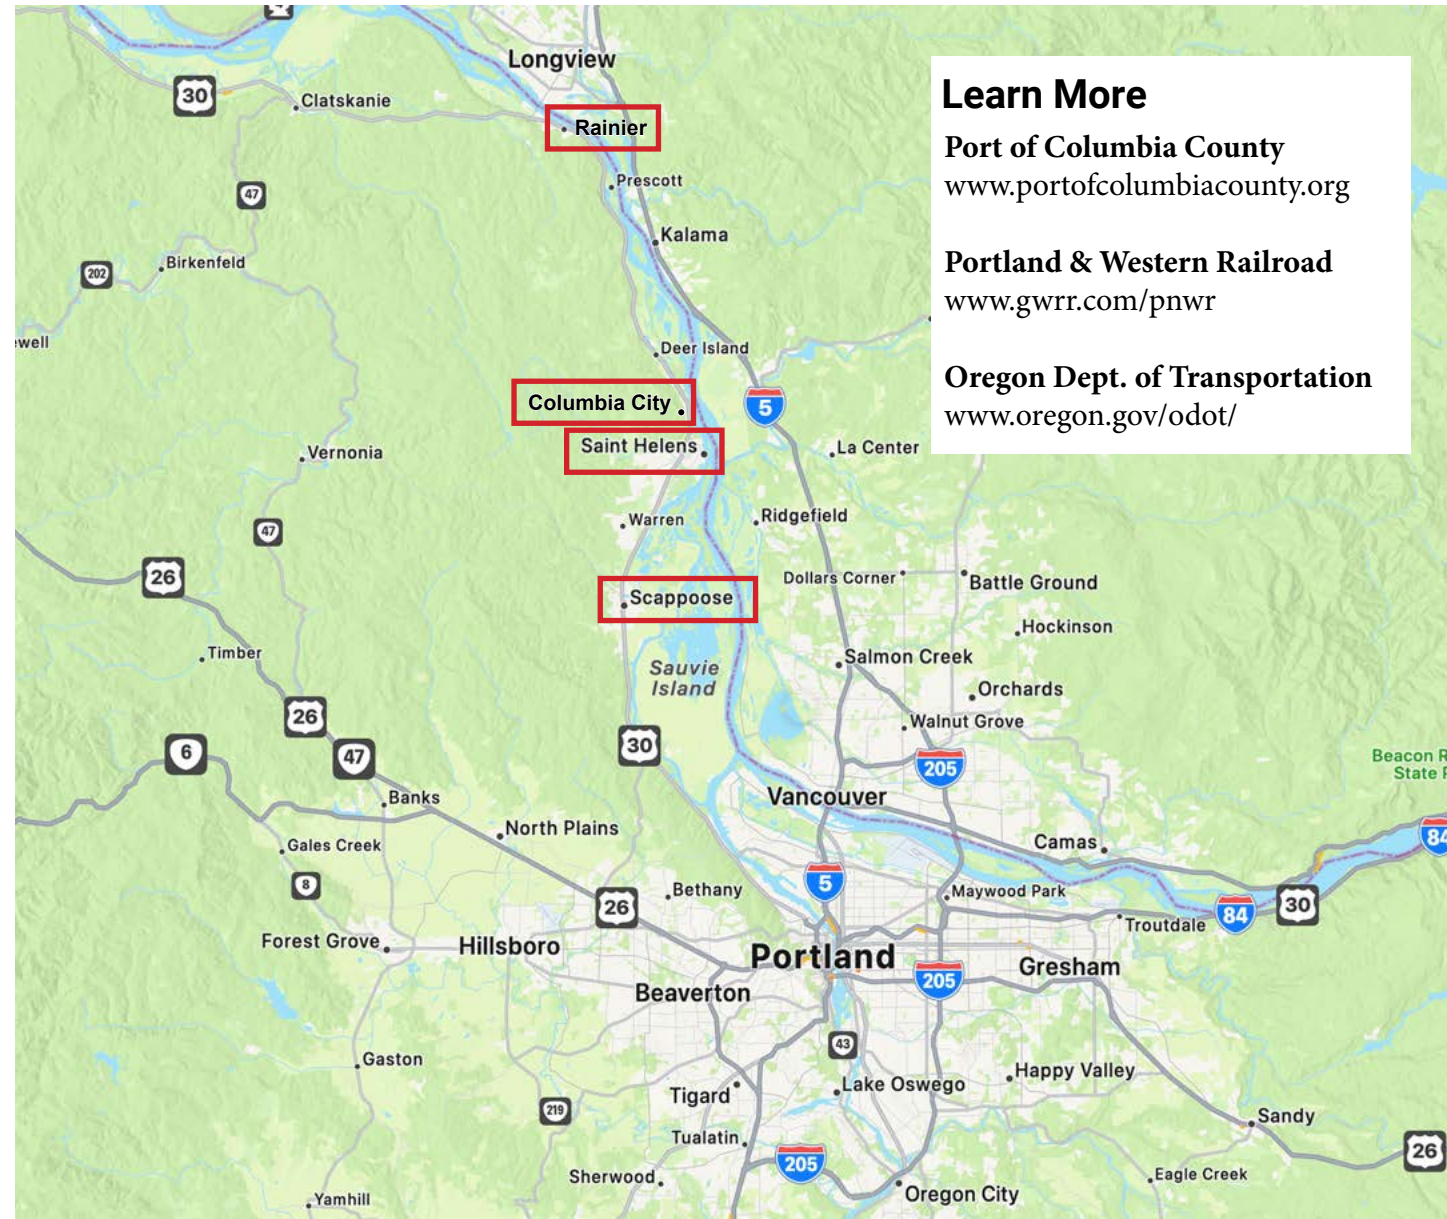 Longview
30
Clatskanie
Rainier
47
Prescott
Kalama
Birkenfeld
202
ewell
Deer Island
Columbia City
5
Saint Helens
La Center
Vernonia
Warren
Ridgefield
47
26
Dollars Corner
Battle Ground
Scappoose
Hockinson
Timber
Salmon Creek
Sauvie
Island
Orchards
26
Walnut Grove
30
6
47
205
Beacon R
State P
Banks
Vancouver
North Plains
Camas
84
Gales Creek
8
5
Bethany
Maywood Park
26
30
84
Troutdale
Forest Grove
Hillsboro
Portland
Gresham
205
Beaverton
43
Gaston
Happy Valley
Lake Oswego
Tigard
219
Sandy
Tualatin
26
205
Sherwood
Eagle Creek
Oregon City
Yamhill
Learn More
Port of Columbia County
www.portofcolumbiacounty.org
Portland & Western Railroad
www.gwrr.com/pnwr
Oregon Dept. of Transportation
www.oregon.gov/odot/